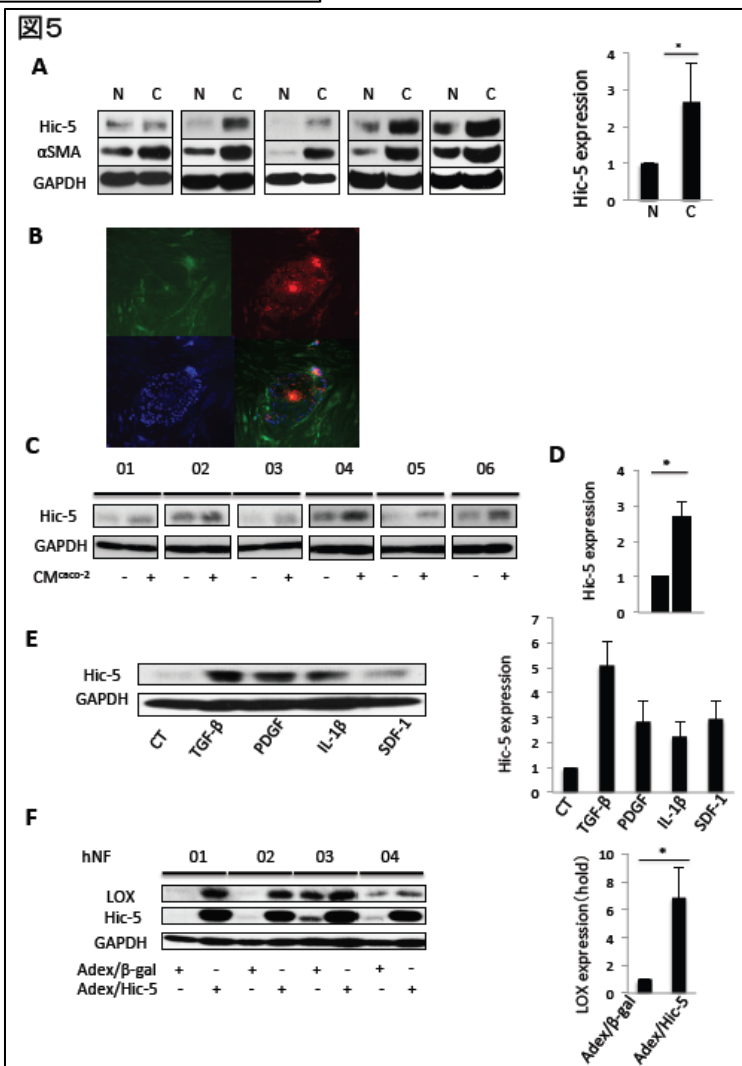 図5
A
N C N C N C N C N C
Hic-5
αSMA
GAPDH
Hic-5 expression
4
3
2
1
0
*
N C
B
C
01 02 03 04 05 06
Hic-5
GAPDH
CMcaco-2 - + - + - + - + - + - +
D
Hic-5 expression
4
3
2
1
0
*
E
Hic-5
GAPDH
CT TGF-β PDGF IL-1β SDF-1
Hic-5 expression
7
6
5
4
3
2
1
0
CT TGF-β PDGF IL-1β SDF-1
F
hNF 01 02 03 04
LOX
Hic-5
GAPDH
Adex/β-gal + - + - + - + -
Adex/Hic-5 - + - + - + - +
LOX expression(hold)
10
8
6
4
2
0
*
Adex/β-gal Adex/Hic-5